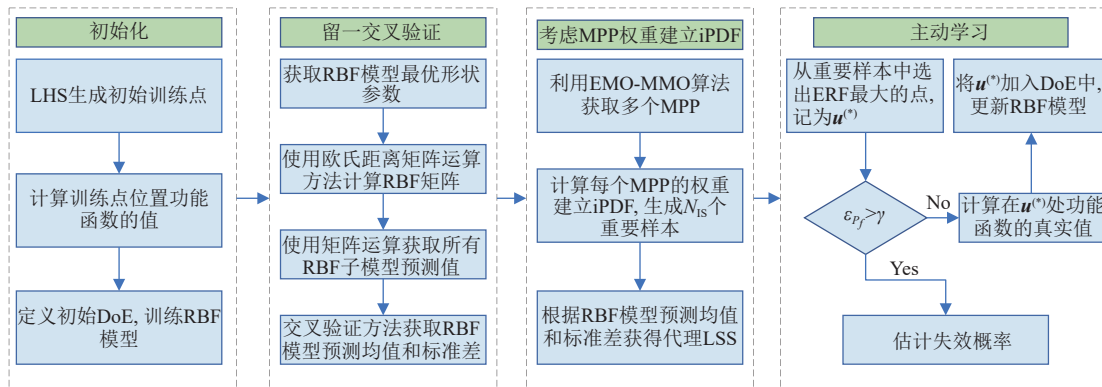 初始化
LHS生成初始训练点
计算训练点位置功能
函数的值
定义初始DoE, 训练RBF
模型
留一交叉验证
获取RBF模型最优形状
参数
使用欧氏距离矩阵运算
方法计算RBF矩阵
使用矩阵运算获取所有
RBF子模型预测值
交叉验证方法获取RBF
模型预测均值和标准差
考虑MPP权重建立iPDF
利用EMO-MMO算法
获取多个MPP
计算每个MPP的权重
建立iPDF, 生成N_IS个
重要样本
根据RBF模型预测均值
和标准差获得代理LSS
主动学习
从重要样本中选
出ERF最大的点,
记为u^(*)
将u^(*)加入DoE中,
更新RBF模型
ε_{P_f}>γ
No
计算在u^(*)处功能
函数的真实值
Yes
估计失效概率